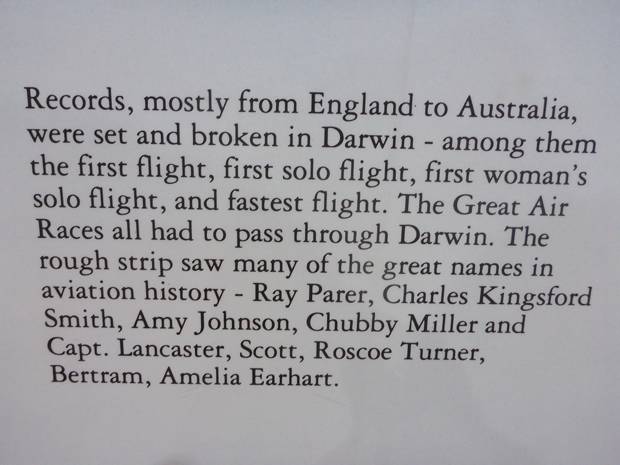 Records, mostly from England to Australia,
were set and broken in Darwin - among them
the first flight, first solo flight, first woman's
solo flight, and fastest flight. The Great Air
Races all had to pass through Darwin. The
rough strip saw many of the great names in
aviation history - Ray Parer, Charles Kingsford
Smith, Amy Johnson, Chubby Miller and
Capt. Lancaster, Scott, Roscoe Turner,
Bertram, Amelia Earhart.